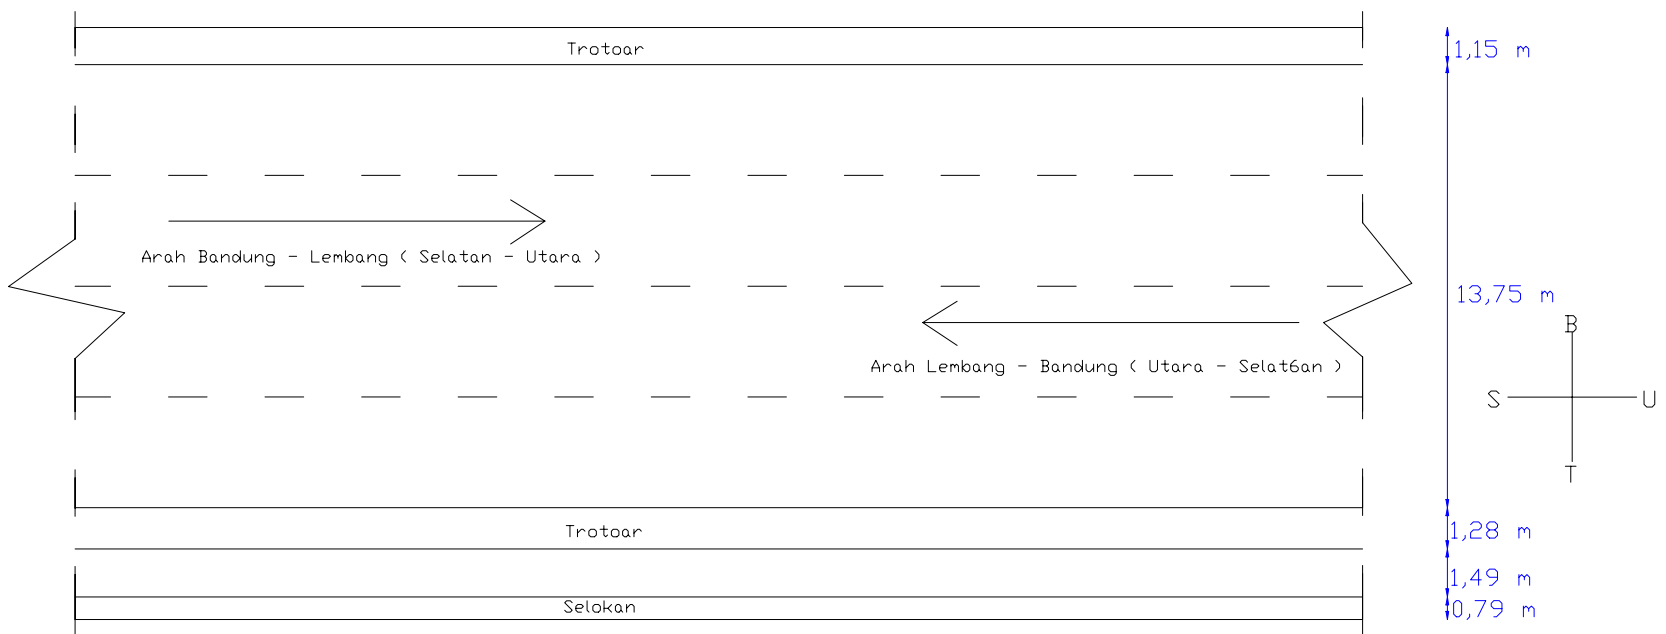 Trotoar
1,15 m
Arah Bandung - Lembang ( Selatan - Utara )
13,75 m
B
Arah Lembang - Bandung ( Utara - Selat6an )
S
U
T
Trotoar
1,28 m
1,49 m
Selokan
0,79 m